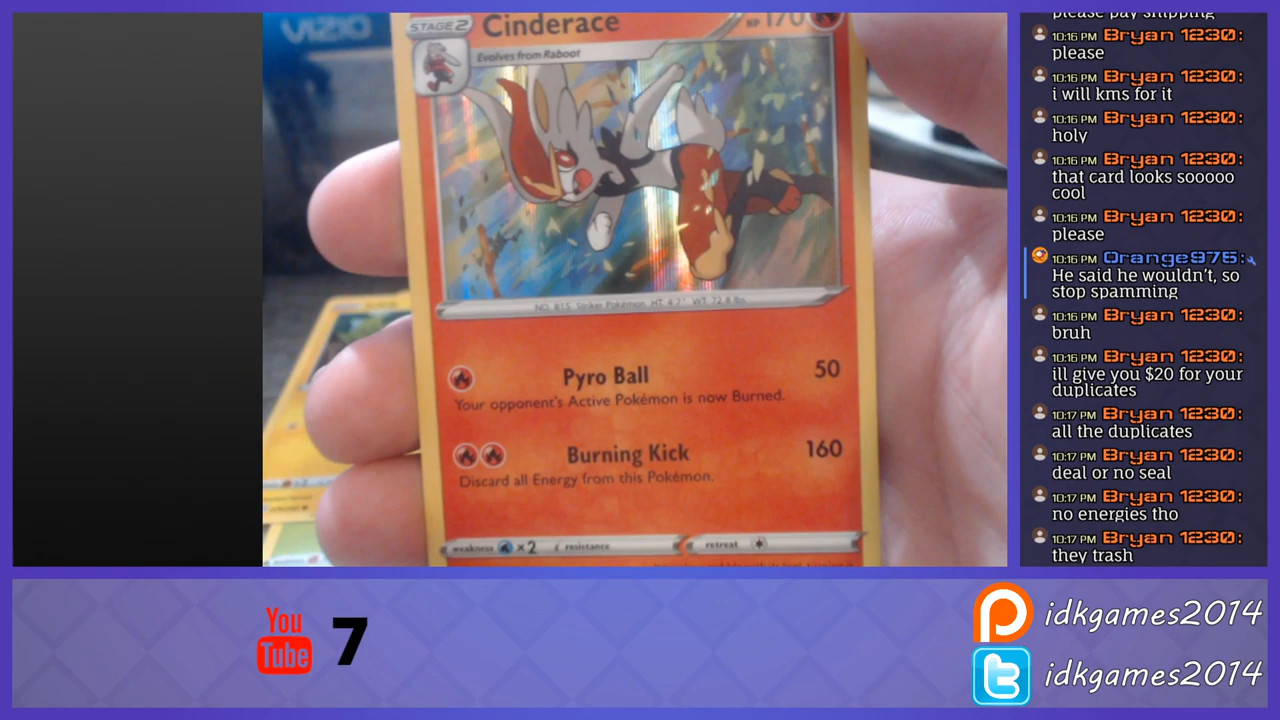 VIZIO
STAGE 2
Cinderace
HP 170
Evolves from Raboot
NO. 815 Striker Pokémon HT 4'7" WT 72.8 lbs.
Pyro Ball 50
Your opponent's Active Pokémon is now Burned.
Burning Kick 160
Discard all Energy from this Pokémon.
weakness ×2 resistance retreat
please pay shipping
10:16 PM Bryan 1230:
please
10:16 PM Bryan 1230:
i will kms for it
10:16 PM Bryan 1230:
holy
10:16 PM Bryan 1230:
that card looks sooooo
cool
10:16 PM Bryan 1230:
please
10:16 PM Orange975:
He said he wouldn't, so
stop spamming
10:16 PM Bryan 1230:
bruh
10:16 PM Bryan 1230:
ill give you $20 for your
duplicates
10:17 PM Bryan 1230:
all the duplicates
10:17 PM Bryan 1230:
deal or no seal
10:17 PM Bryan 1230:
no energies tho
10:17 PM Bryan 1230:
they trash
You
Tube
7
idkgames2014
idkgames2014